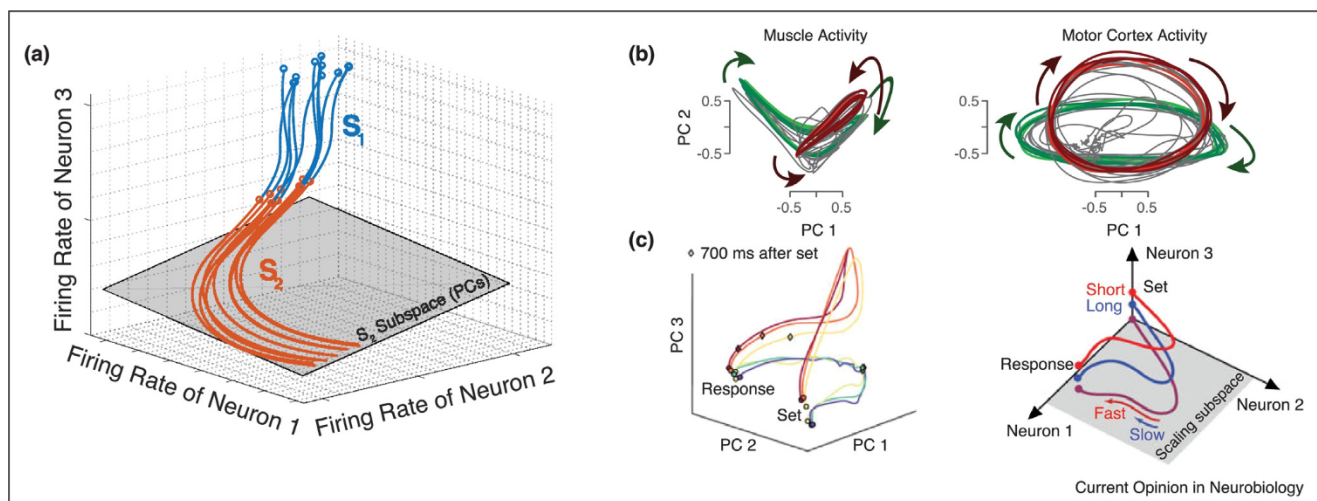 (a)
Firing Rate of Neuron 3
S1
S2
S2 Subspace (PCs)
Firing Rate of Neuron 1
Firing Rate of Neuron 2
(b)
Muscle Activity
PC 2
0.5
-0.5
-0.5 0.5
PC 1
Motor Cortex Activity
0.5
-0.5
-0.5 0.5
PC 1
(c)
700 ms after set
PC 3
Response
Set
PC 2
PC 1
Neuron 3
Short
Set
Long
Response
Fast
Slow
Neuron 1
Neuron 2
Scaling subspace
Current Opinion in Neurobiology